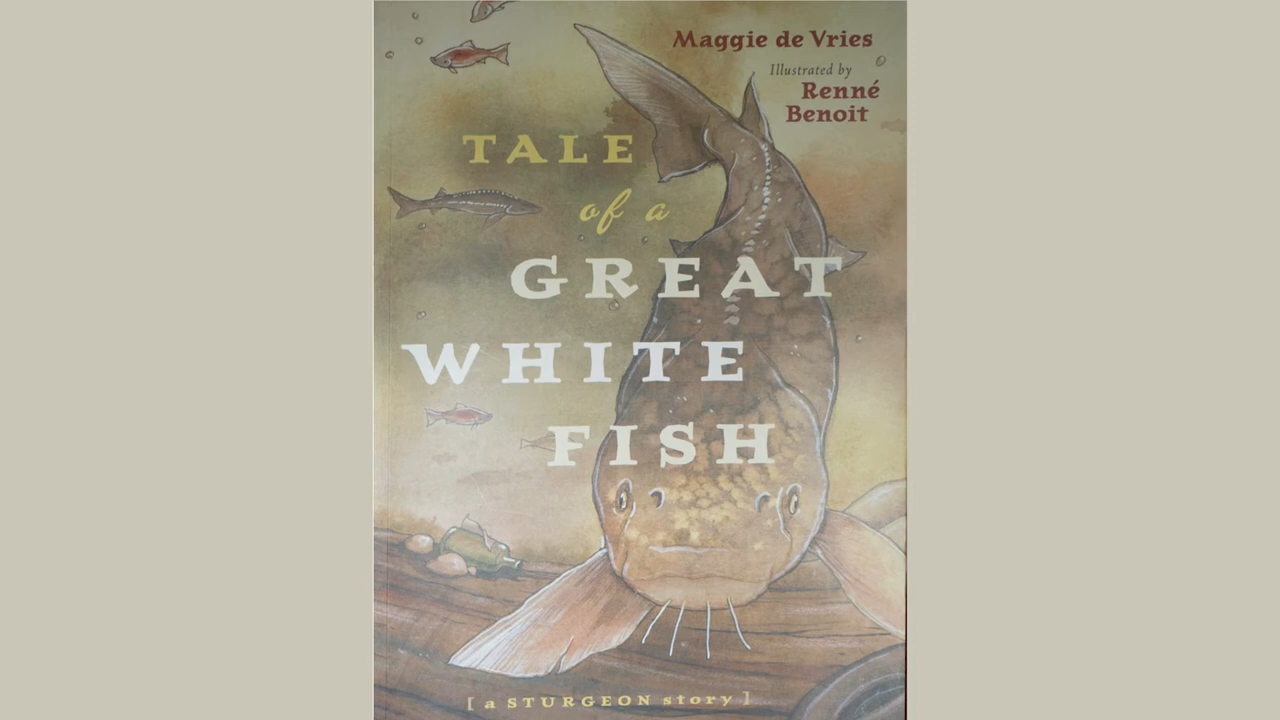 Maggie de Vries
Illustrated by
Renné
Benoit
TALE
of a
GREAT
WHITE
FISH
[ a STURGEON story ]